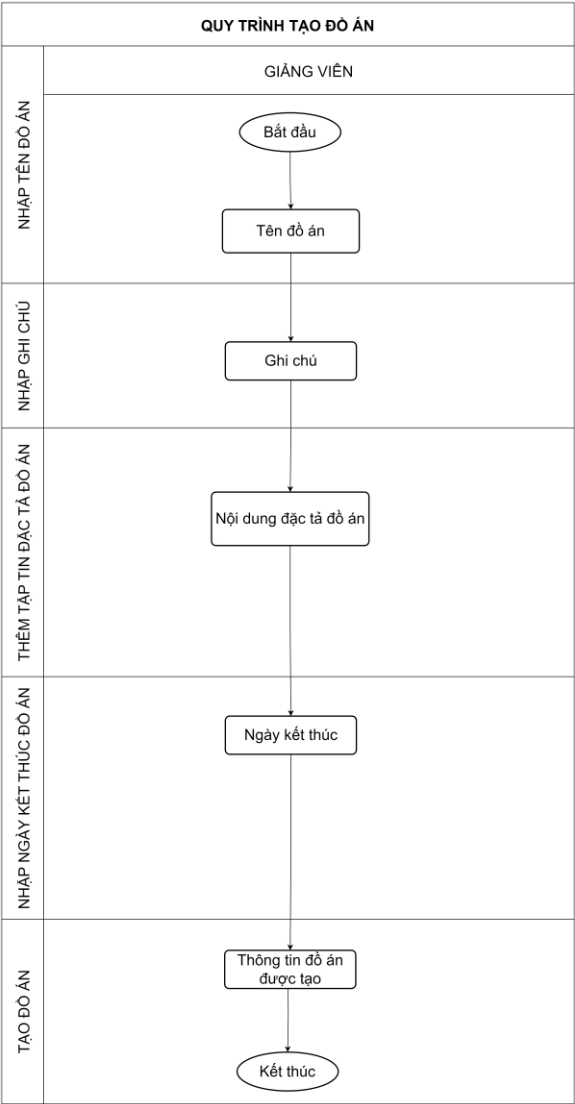 QUY TRÌNH TẠO ĐỒ ÁN
GIẢNG VIÊN
NHẬP TÊN ĐỒ ÁN
Bắt đầu
Tên đồ án
NHẬP GHI CHÚ
Ghi chú
THÊM TẬP TIN ĐẶC TẢ ĐỒ ÁN
Nội dung đặc tả đồ án
NHẬP NGÀY KẾT THÚC ĐỒ ÁN
Ngày kết thúc
TẠO ĐỒ ÁN
Thông tin đồ án
được tạo
Kết thúc